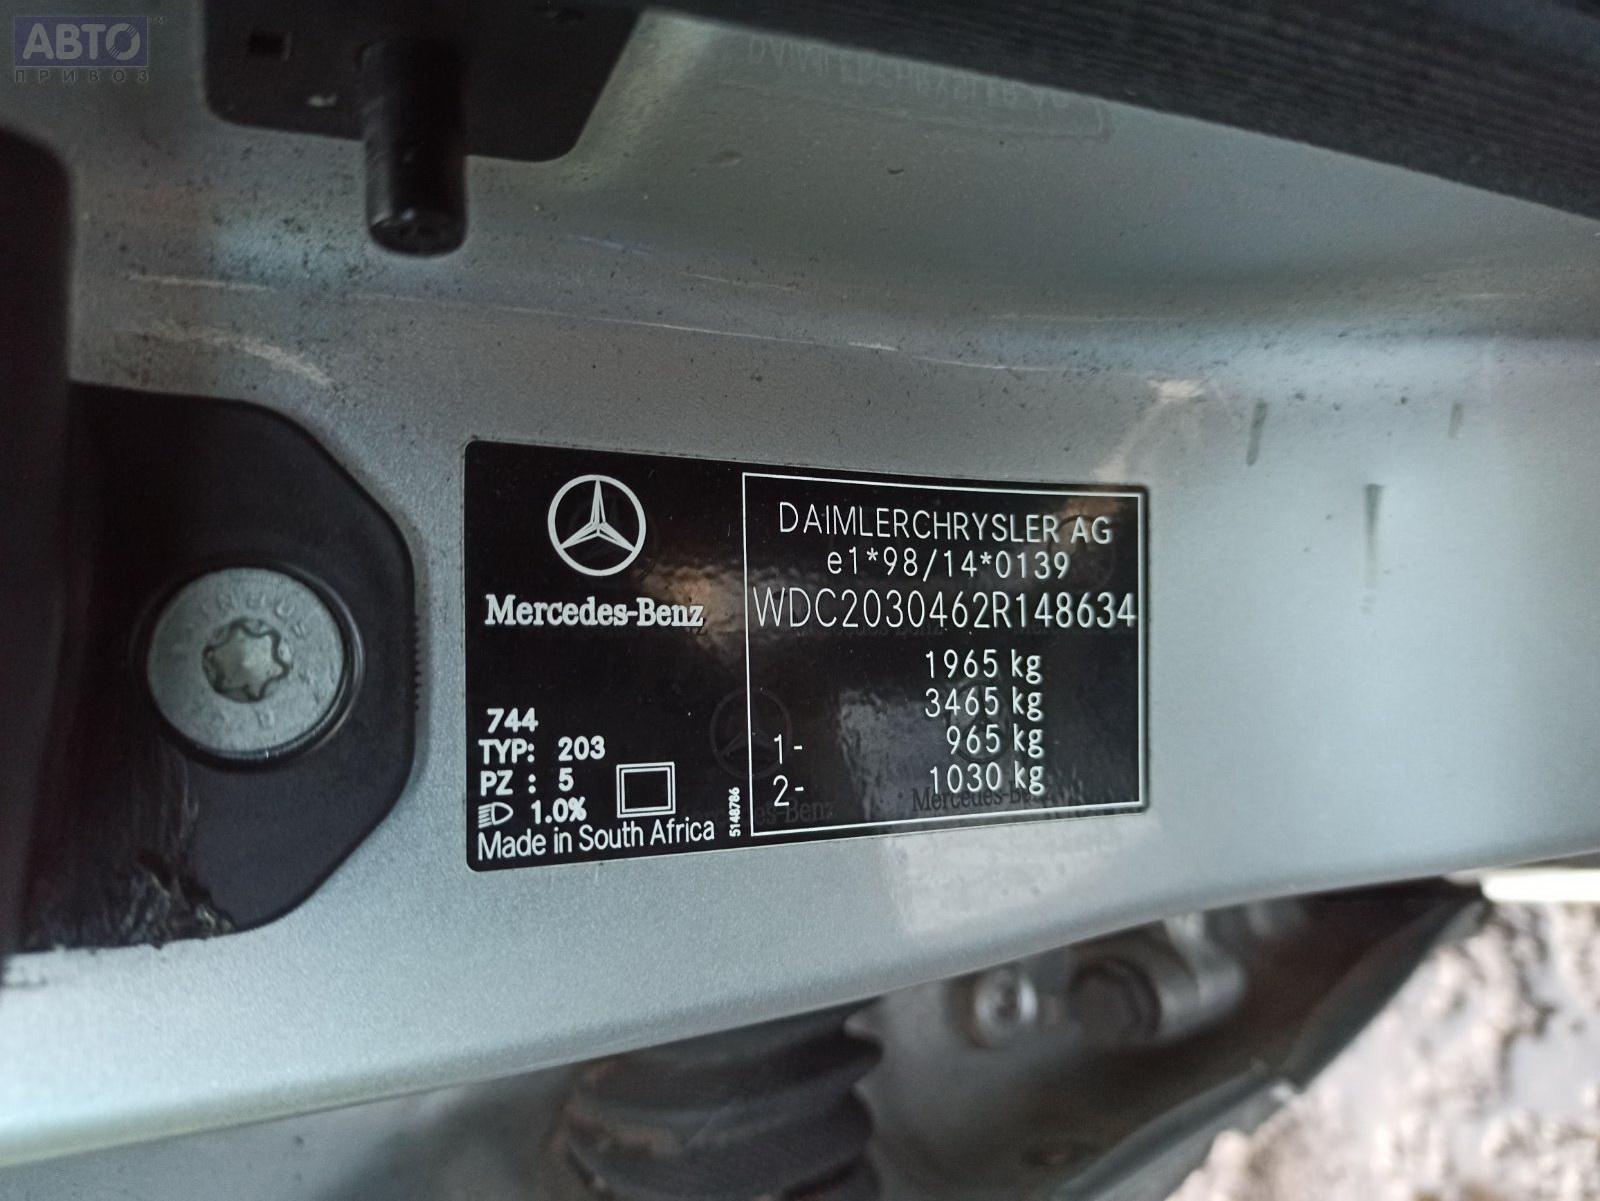 АВТО
ПРИВОЗ
Mercedes-Benz
744
TYP: 203
PZ : 5
1.0%
Made in South Africa
5148786
DAIMLERCHRYSLER AG
e1*98/14*0139
WDC2030462R148634
1965 kg
3465 kg
1- 965 kg
2- 1030 kg